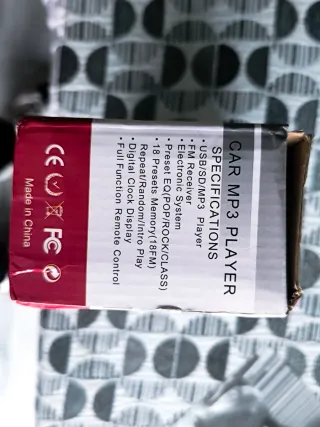 CAR MP3 PLAYER
SPECIFICATIONS
• USB/SD/MP3 Player
• FM Receiver
• Electronic System
• Preset EQ(POP/ROCK/CLASS)
• 18 Presets Memory(18FM)
Repeat/Random/Intro Play
• Digital Clock Display
• Full Function Remote Control
CE FC
Made in China